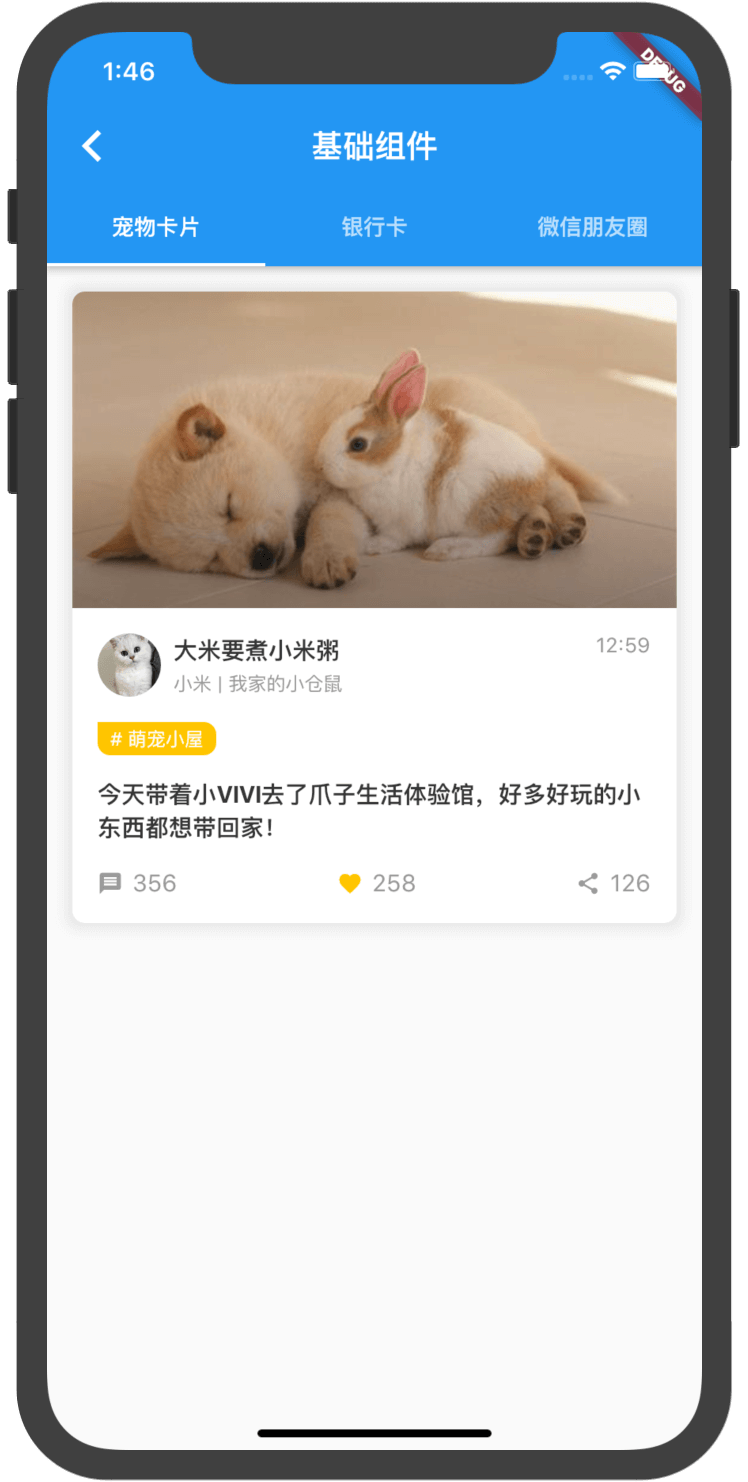 1:46
DEBUG
基础组件
宠物卡片
银行卡
微信朋友圈
大米要煮小米粥
12:59
小米 | 我家的小仓鼠
# 萌宠小屋
今天带着小VIVI去了爪子生活体验馆，好多好玩的小
东西都想带回家！
356
258
126